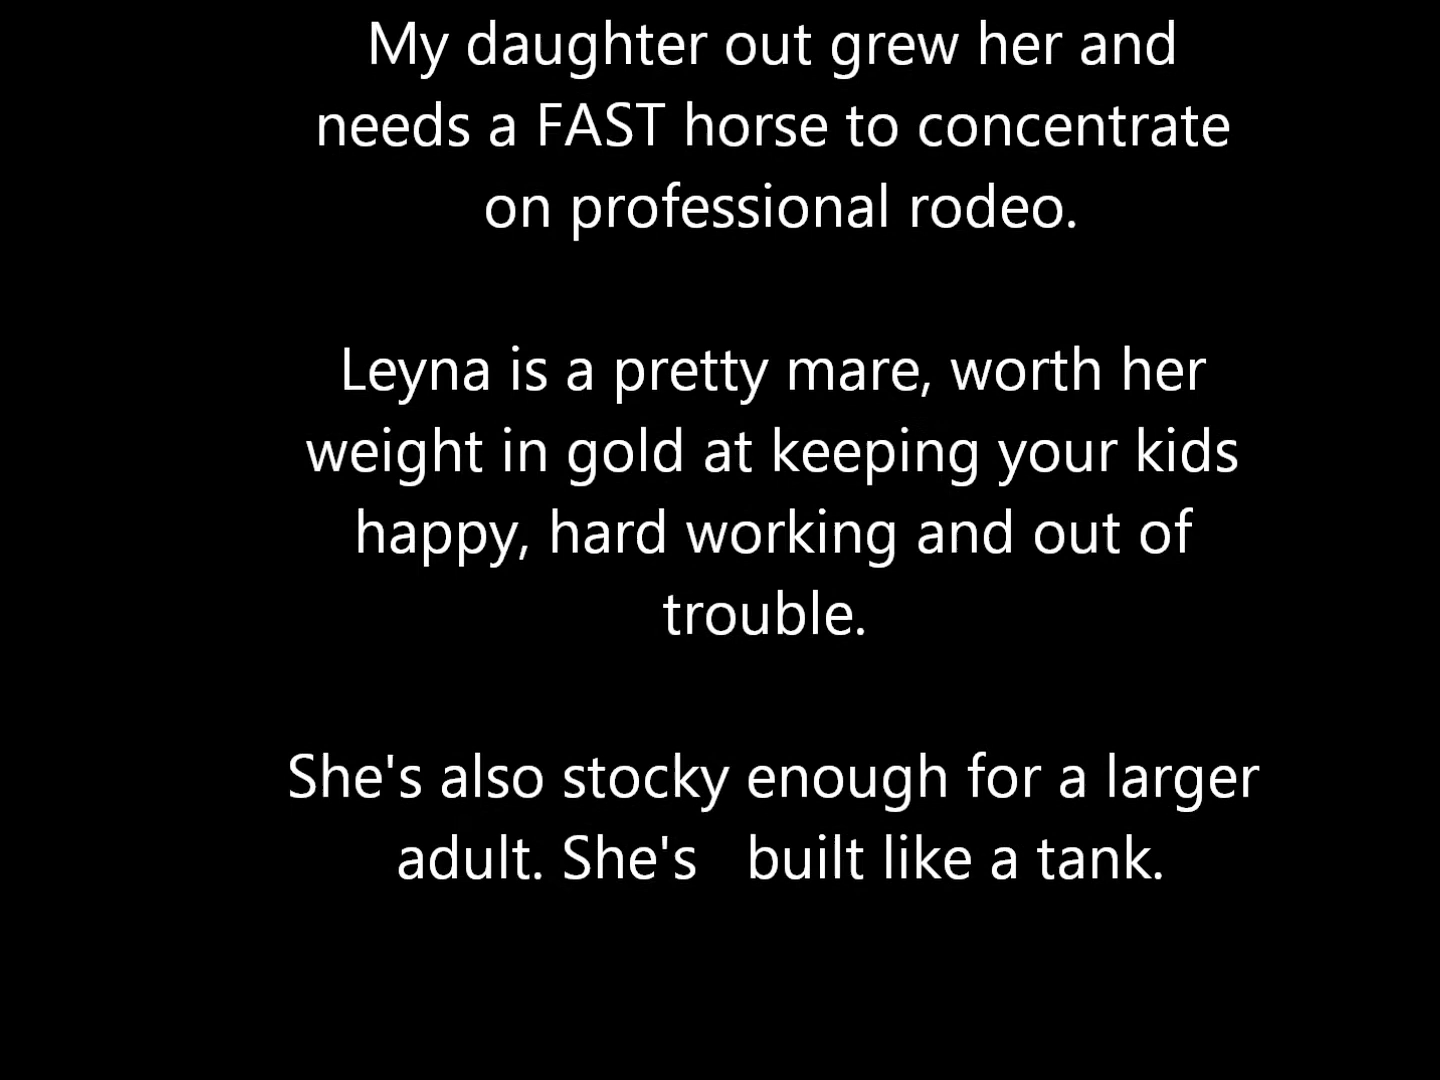 My daughter out grew her and
needs a FAST horse to concentrate
on professional rodeo.
Leyna is a pretty mare, worth her
weight in gold at keeping your kids
happy, hard working and out of
trouble.
She's also stocky enough for a larger
adult. She's   built like a tank.